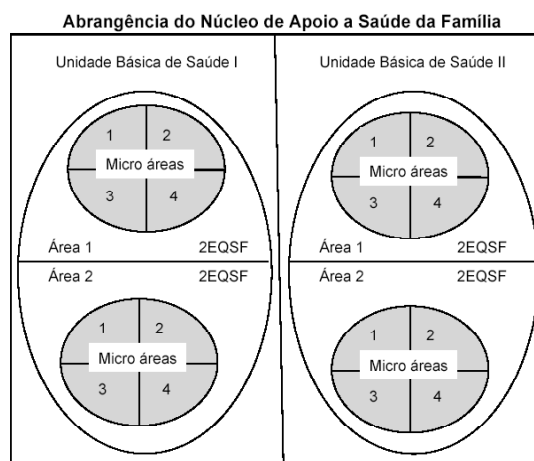 Abrangência do Núcleo de Apoio a Saúde da Família
Unidade Básica de Saúde I
1 2
Micro áreas
3 4
Área 1 2EQSF
Área 2 2EQSF
1 2
Micro áreas
3 4
Unidade Básica de Saúde II
1 2
Micro áreas
3 4
Área 1 2EQSF
Área 2 2EQSF
1 2
Micro áreas
3 4